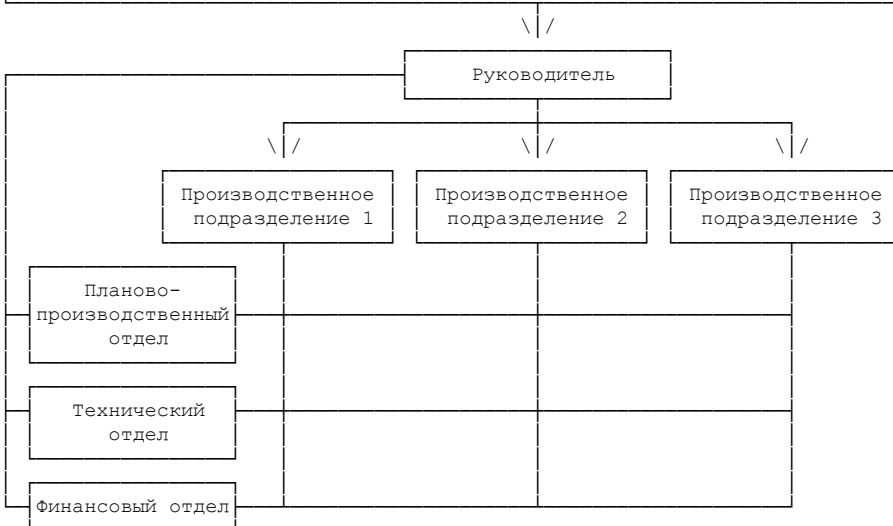 Руководитель
Производственное Производственное Производственное
подразделение 1 подразделение 2 подразделение 3
Планово-
производственный
отдел
Технический
отдел
Финансовый отдел